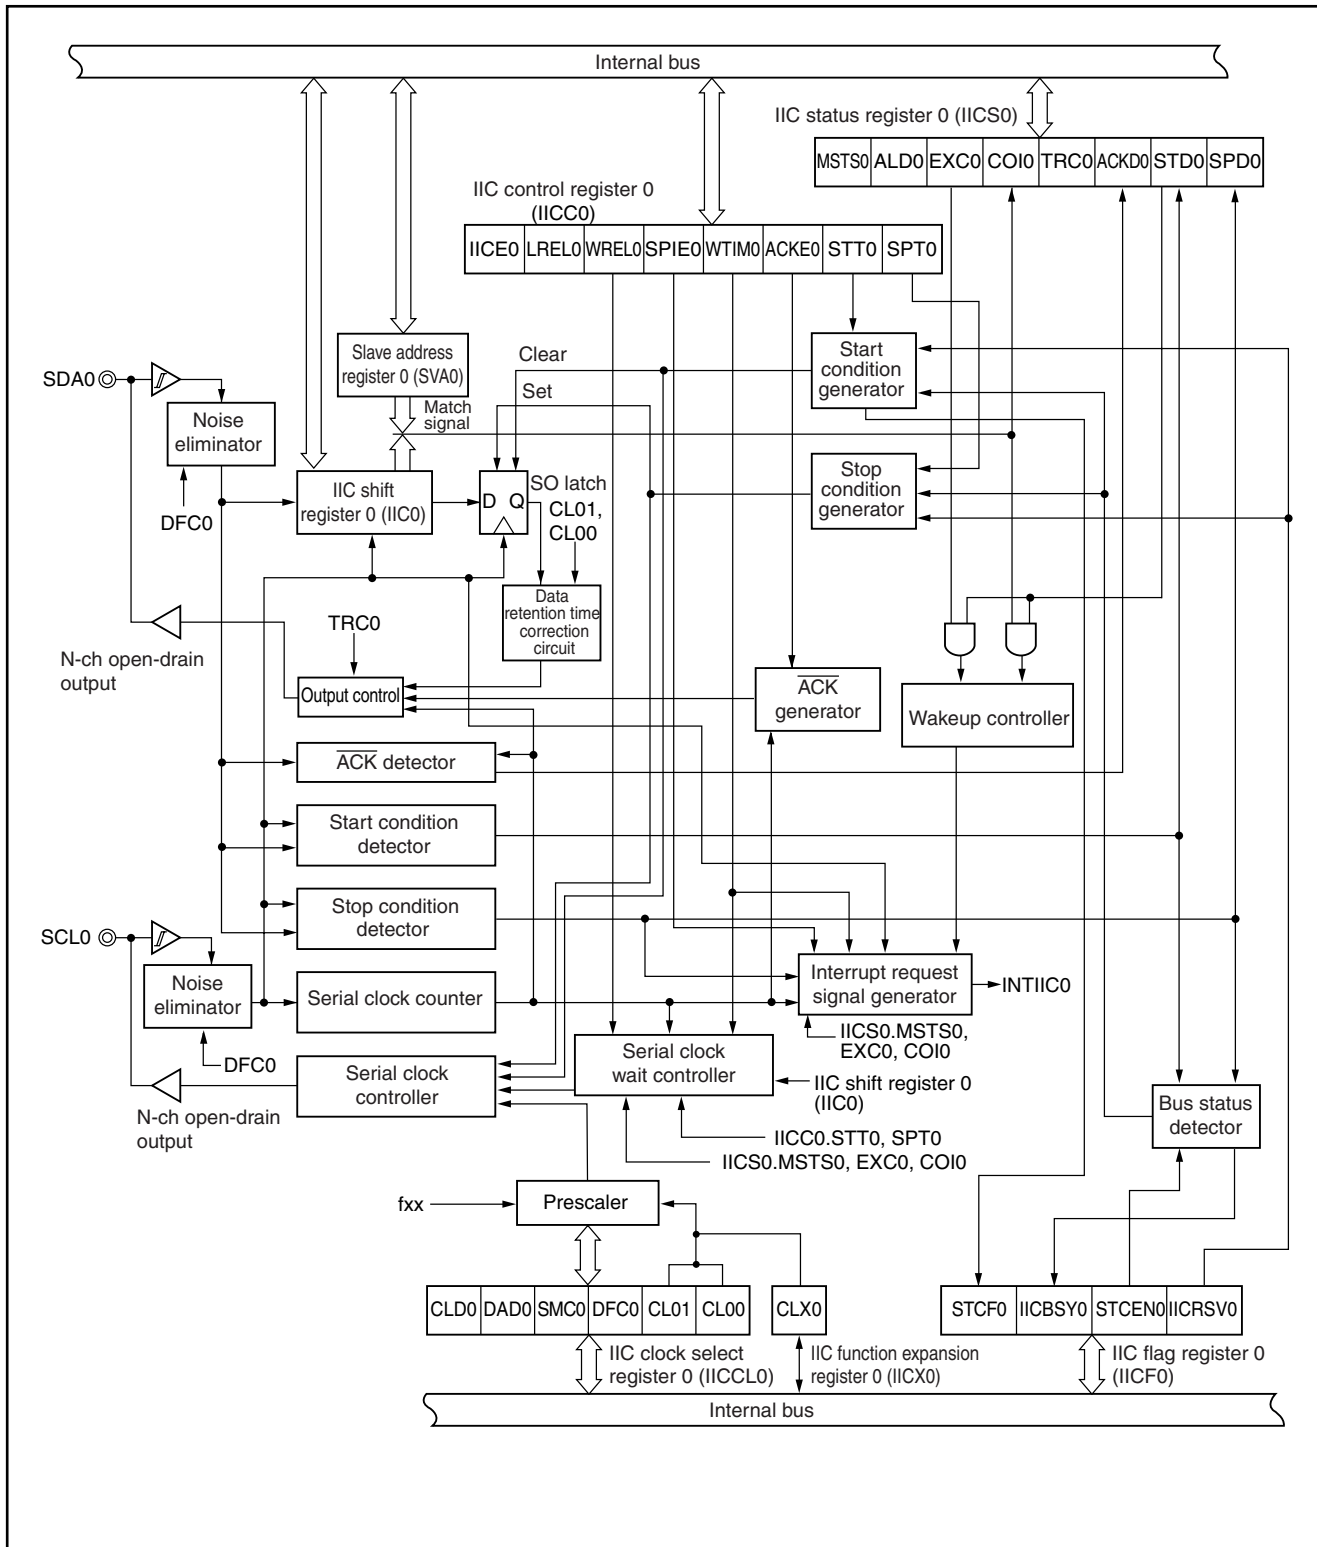 Internal bus
IIC status register 0 (IICS0)
MSTS0 ALD0 EXC0 COI0 TRC0 ACKD0 STD0 SPD0
IIC control register 0
(IICC0)
IICE0 LREL0 WREL0 SPIE0 WTIM0 ACKE0 STT0 SPT0
Slave address
register 0 (SVA0)
Clear
Start
condition
generator
SDA0
Set
Match
signal
Noise
eliminator
Stop
condition
generator
IIC shift
register 0 (IIC0)
D Q
SO latch
CL01,
CL00
DFC0
Data
retention time
correction
circuit
TRC0
N-ch open-drain
output
Output control
ACK
generator
Wakeup controller
ACK detector
Start condition
detector
Stop condition
detector
SCL0
Noise
eliminator
Serial clock counter
Interrupt request
signal generator
INTIIC0
IICS0.MSTS0,
EXC0, COI0
DFC0
Serial clock
controller
Serial clock
wait controller
IIC shift register 0
(IIC0)
Bus status
detector
N-ch open-drain
output
IICC0.STT0, SPT0
IICS0.MSTS0, EXC0, COI0
fxx
Prescaler
CLD0 DAD0 SMC0 DFC0 CL01 CL00
CLX0
STCF0 IICBSY0 STCEN0 IICRSV0
IIC clock select
register 0 (IICCL0)
IIC function expansion
register 0 (IICX0)
IIC flag register 0
(IICF0)
Internal bus